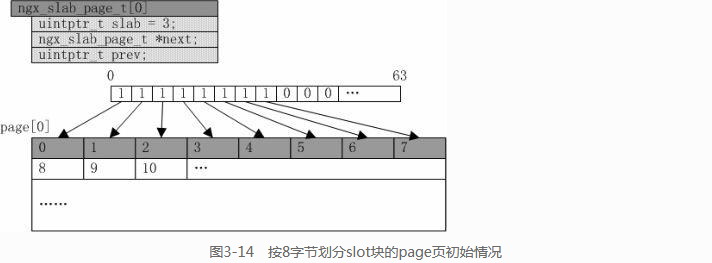 ngx_slab_page_t[0]
uintptr_t slab = 3;
ngx_slab_page_t *next;
uintptr_t prev;
0 63
1 1 1 1 1 1 1 1 0 0 0 …
page[0]
0 1 2 3 4 5 6 7
8 9 10 …
……
图3-14 按8字节划分slot块的page页初始情况